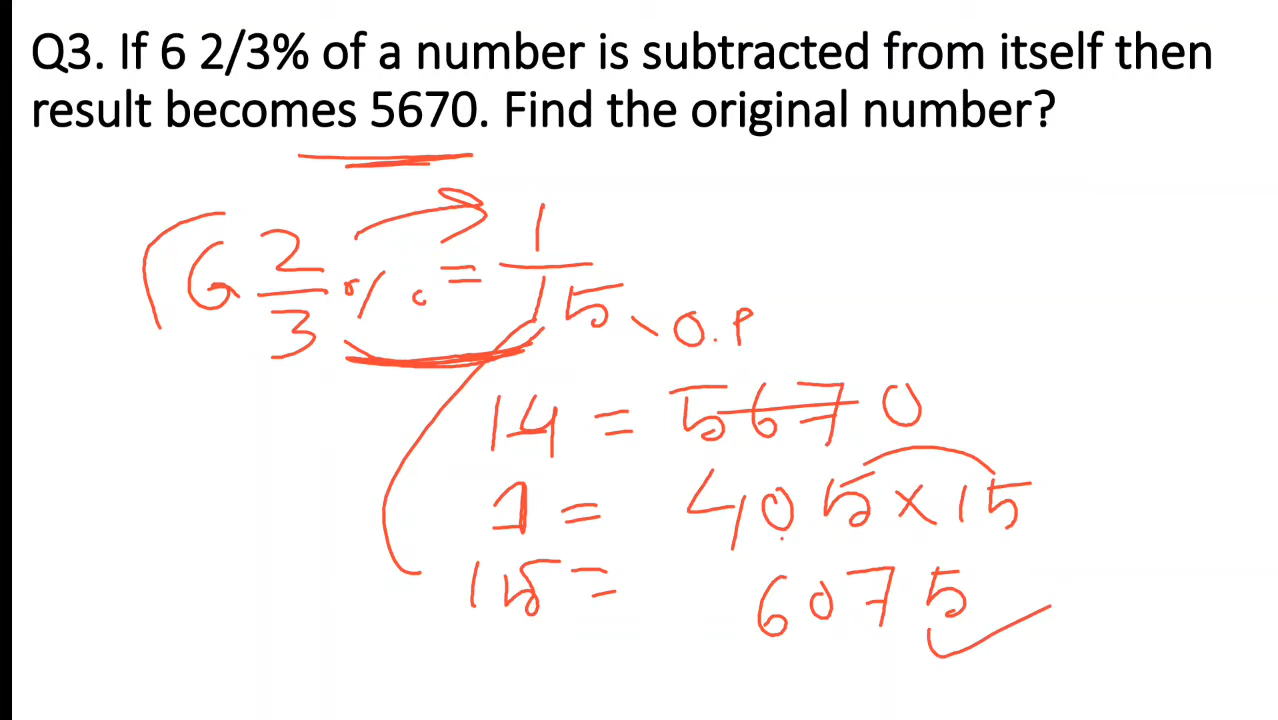 Q3. If 6 2/3% of a number is subtracted from itself then
result becomes 5670. Find the original number?
6 2/3 % = 1/15 O.P
14 = 5670
1 = 405 × 15
15 = 6075